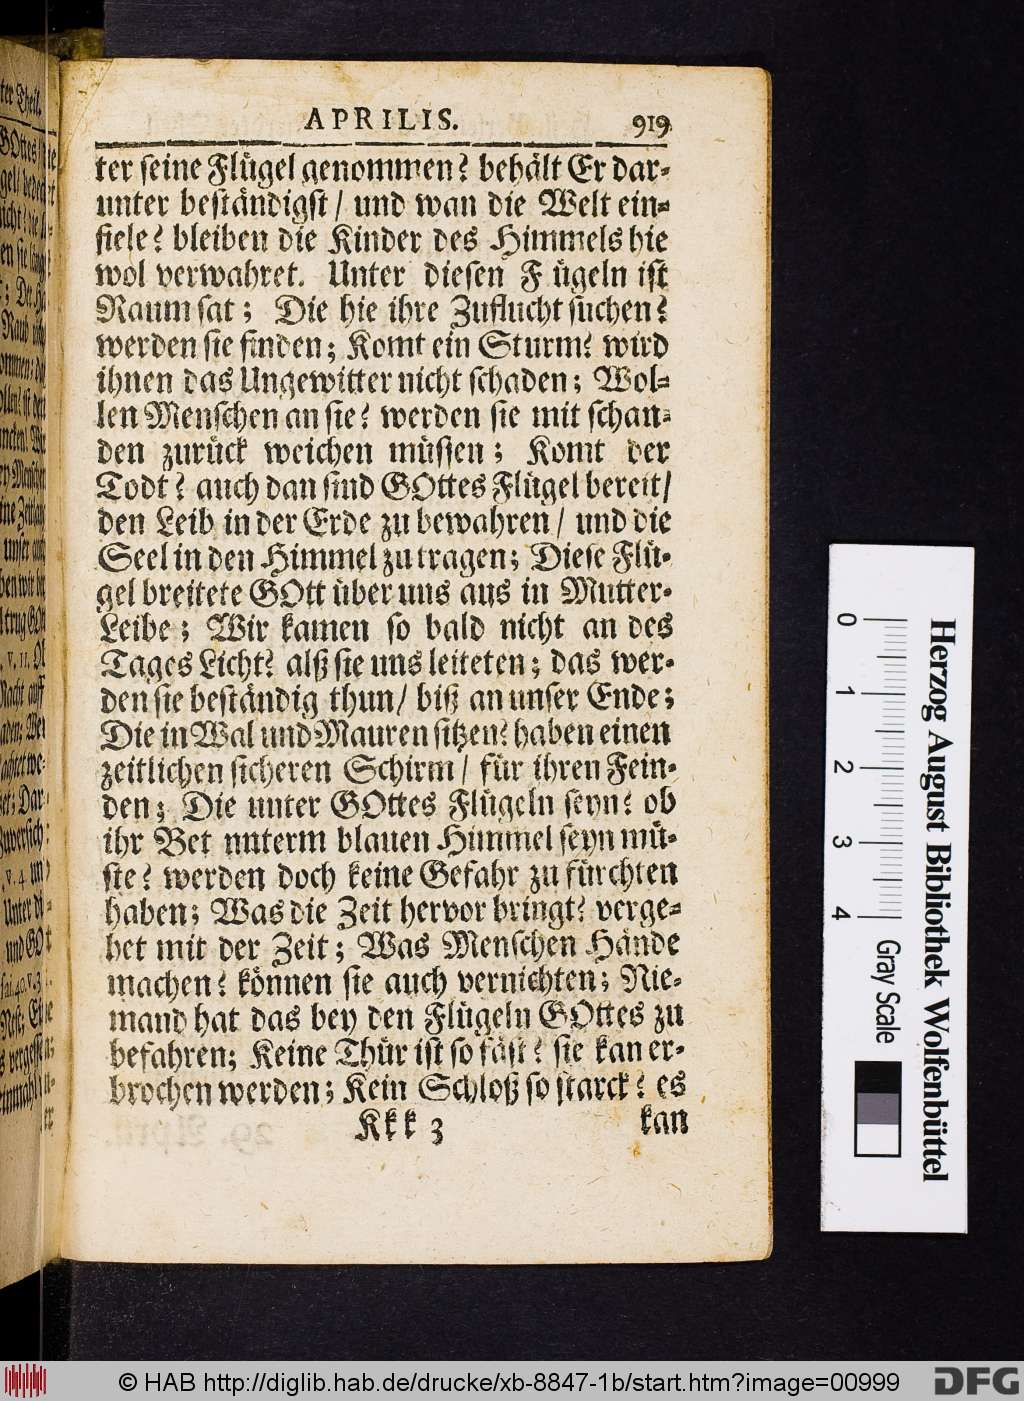 APRILIS. 919
ter seine Flügel genommen? behält Er dar-
unter beständigst / und wan die Welt ein-
fiele? bleiben die Kinder des Himmels hie
wol verwahret. Unter diesen Flügeln ist
Raum sat; Die hie ihre Zuflucht suchen?
werden sie finden; Komt ein Sturm? wird
ihnen das Ungewitter nicht schaden; Wol-
len Menschen an sie? werden sie mit schan-
den zurück weichen müssen; Komt der
Todt? auch dan sind GOttes Flügel bereit /
den Leib in der Erde zu bewahren / und die
Seel in den Himmel zu tragen; Diese Flü-
gel breitete GOtt über uns aus in Mutter-
Leibe; Wir kamen so bald nicht an des
Tages Licht? alß sie uns leiteten; das wer-
den sie beständig thun / biß an unser Ende;
Die in Wal und Mauren sitzen? haben einen
zeitlichen sicheren Schirm / für ihren Fein-
den; Die unter GOttes Flügeln seyn? ob
ihr Bet unterm blauen Himmel seyn mü-
ste? werden doch keine Gefahr zu fürchten
haben; Was die Zeit hervor bringt? verge-
het mit der Zeit; Was Menschen Hände
machen? können sie auch vernichten; Nie-
mand hat das bey den Flügeln GOttes zu
befahren; Keine Thür ist so fäst? sie kan er-
brochen werden; Kein Schloß so starck? es
Kkk 3 kan
0 1 2 3 4 Gray Scale
Herzog August Bibliothek Wolfenbüttel
© HAB http://diglib.hab.de/drucke/xb-8847-1b/start.htm?image=00999 DFG